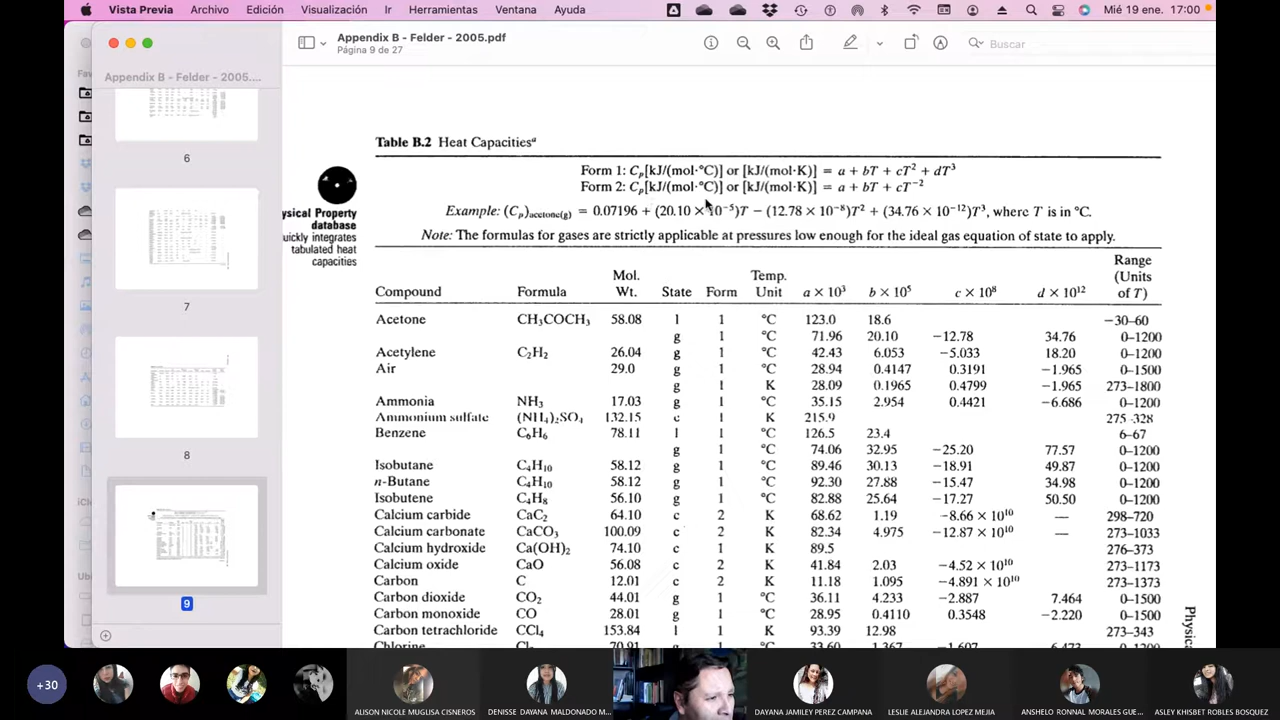 Vista Previa Archivo Edición Visualización Ir Herramientas Ventana Ayuda Mié 19 ene. 17:00
Appendix B - Felder - 2005.pdf
Página 9 de 27
Buscar
Fav
Appendix B - Felder - 2005....
6
7
8
9
iC
Ub
Table B.2 Heat Capacitiesᵃ
Form 1: Cp[kJ/(mol·°C)] or [kJ/(mol·K)] = a + bT + cT² + dT³
Form 2: Cp[kJ/(mol·°C)] or [kJ/(mol·K)] = a + bT + cT⁻²
Example: (Cp)acetone(g) = 0.07196 + (20.10 × 10⁻⁵)T − (12.78 × 10⁻⁸)T² + (34.76 × 10⁻¹²)T³, where T is in °C.
Note: The formulas for gases are strictly applicable at pressures low enough for the ideal gas equation of state to apply.
ysical Property
database
uickly integrates
tabulated heat
capacities
Compound Formula Mol. Wt. State Form Temp. Unit a × 10³ b × 10⁵ c × 10⁸ d × 10¹² Range (Units of T)
Acetone CH₃COCH₃ 58.08 l 1 °C 123.0 18.6 −30–60
g 1 °C 71.96 20.10 −12.78 34.76 0–1200
Acetylene C₂H₂ 26.04 g 1 °C 42.43 6.053 −5.033 18.20 0–1200
Air 29.0 g 1 °C 28.94 0.4147 0.3191 −1.965 0–1500
g 1 K 28.09 0.1965 0.4799 −1.965 273–1800
Ammonia NH₃ 17.03 g 1 °C 35.15 2.954 0.4421 −6.686 0–1200
Ammonium sulfate (NH₄)₂SO₄ 132.15 c 1 K 215.9 275–328
Benzene C₆H₆ 78.11 l 1 °C 126.5 23.4 6–67
g 1 °C 74.06 32.95 −25.20 77.57 0–1200
Isobutane C₄H₁₀ 58.12 g 1 °C 89.46 30.13 −18.91 49.87 0–1200
n-Butane C₄H₁₀ 58.12 g 1 °C 92.30 27.88 −15.47 34.98 0–1200
Isobutene C₄H₈ 56.10 g 1 °C 82.88 25.64 −17.27 50.50 0–1200
Calcium carbide CaC₂ 64.10 c 2 K 68.62 1.19 −8.66 × 10¹⁰ — 298–720
Calcium carbonate CaCO₃ 100.09 c 2 K 82.34 4.975 −12.87 × 10¹⁰ — 273–1033
Calcium hydroxide Ca(OH)₂ 74.10 c 1 K 89.5 276–373
Calcium oxide CaO 56.08 c 2 K 41.84 2.03 −4.52 × 10¹⁰ 273–1173
Carbon C 12.01 c 2 K 11.18 1.095 −4.891 × 10¹⁰ 273–1373
Carbon dioxide CO₂ 44.01 g 1 °C 36.11 4.233 −2.887 7.464 0–1500
Carbon monoxide CO 28.01 g 1 °C 28.95 0.4110 0.3548 −2.220 0–1500
Carbon tetrachloride CCl₄ 153.84 l 1 K 93.39 12.98 273–343
Chlorine Cl₂ 70.91 g 1 °C 33.60 1.367 −1.607 6.473 0–1200
Physic
+30
ALISON NICOLE MUGLISA CISNEROS
DENISSE DAYANA MALDONADO M...
DAYANA JAMILEY PEREZ CAMPANA
LESLIE ALEJANDRA LOPEZ MEJIA
ANSHELO RONNAL MORALES GUE...
ASLEY KHISBET ROBLES BOSQUEZ